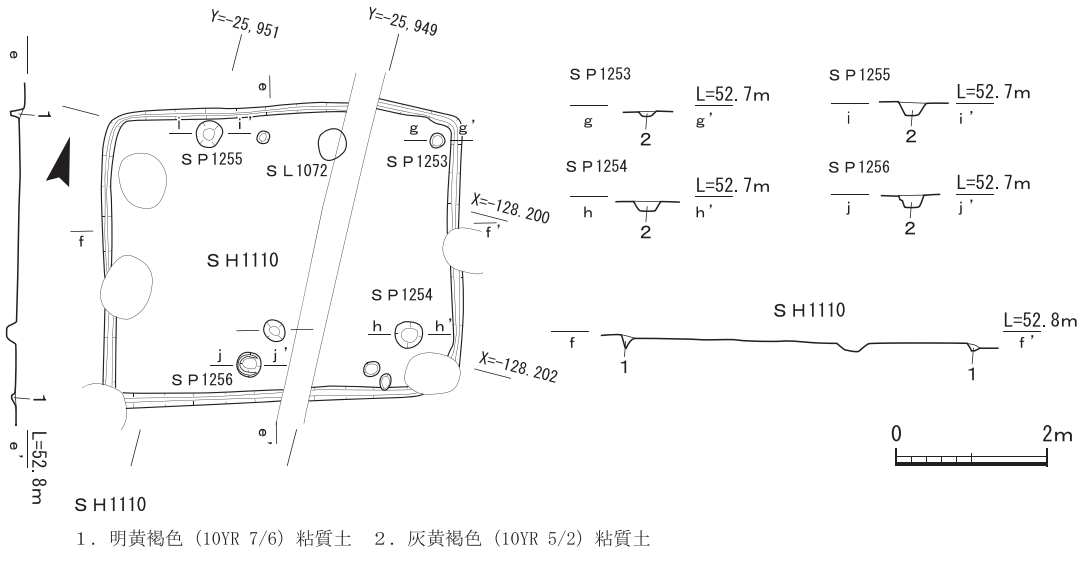 Y=-25,951
Y=-25,949
e
e
1
i i'
g g'
SP1255
SL1072
SP1253
X=-128.200
f
f'
SH1110
SP1254
h h'
j j'
SP1256
X=-128.202
1
e'
e'
L=52.8m
SP1253
L=52.7m
g
g'
2
SP1255
L=52.7m
i
i'
2
SP1254
L=52.7m
h
h'
2
SP1256
L=52.7m
j
j'
2
SH1110
L=52.8m
f
f'
1
1
0 2m
SH1110
1. 明黄褐色 (10YR 7/6) 粘質土 2. 灰黄褐色 (10YR 5/2) 粘質土